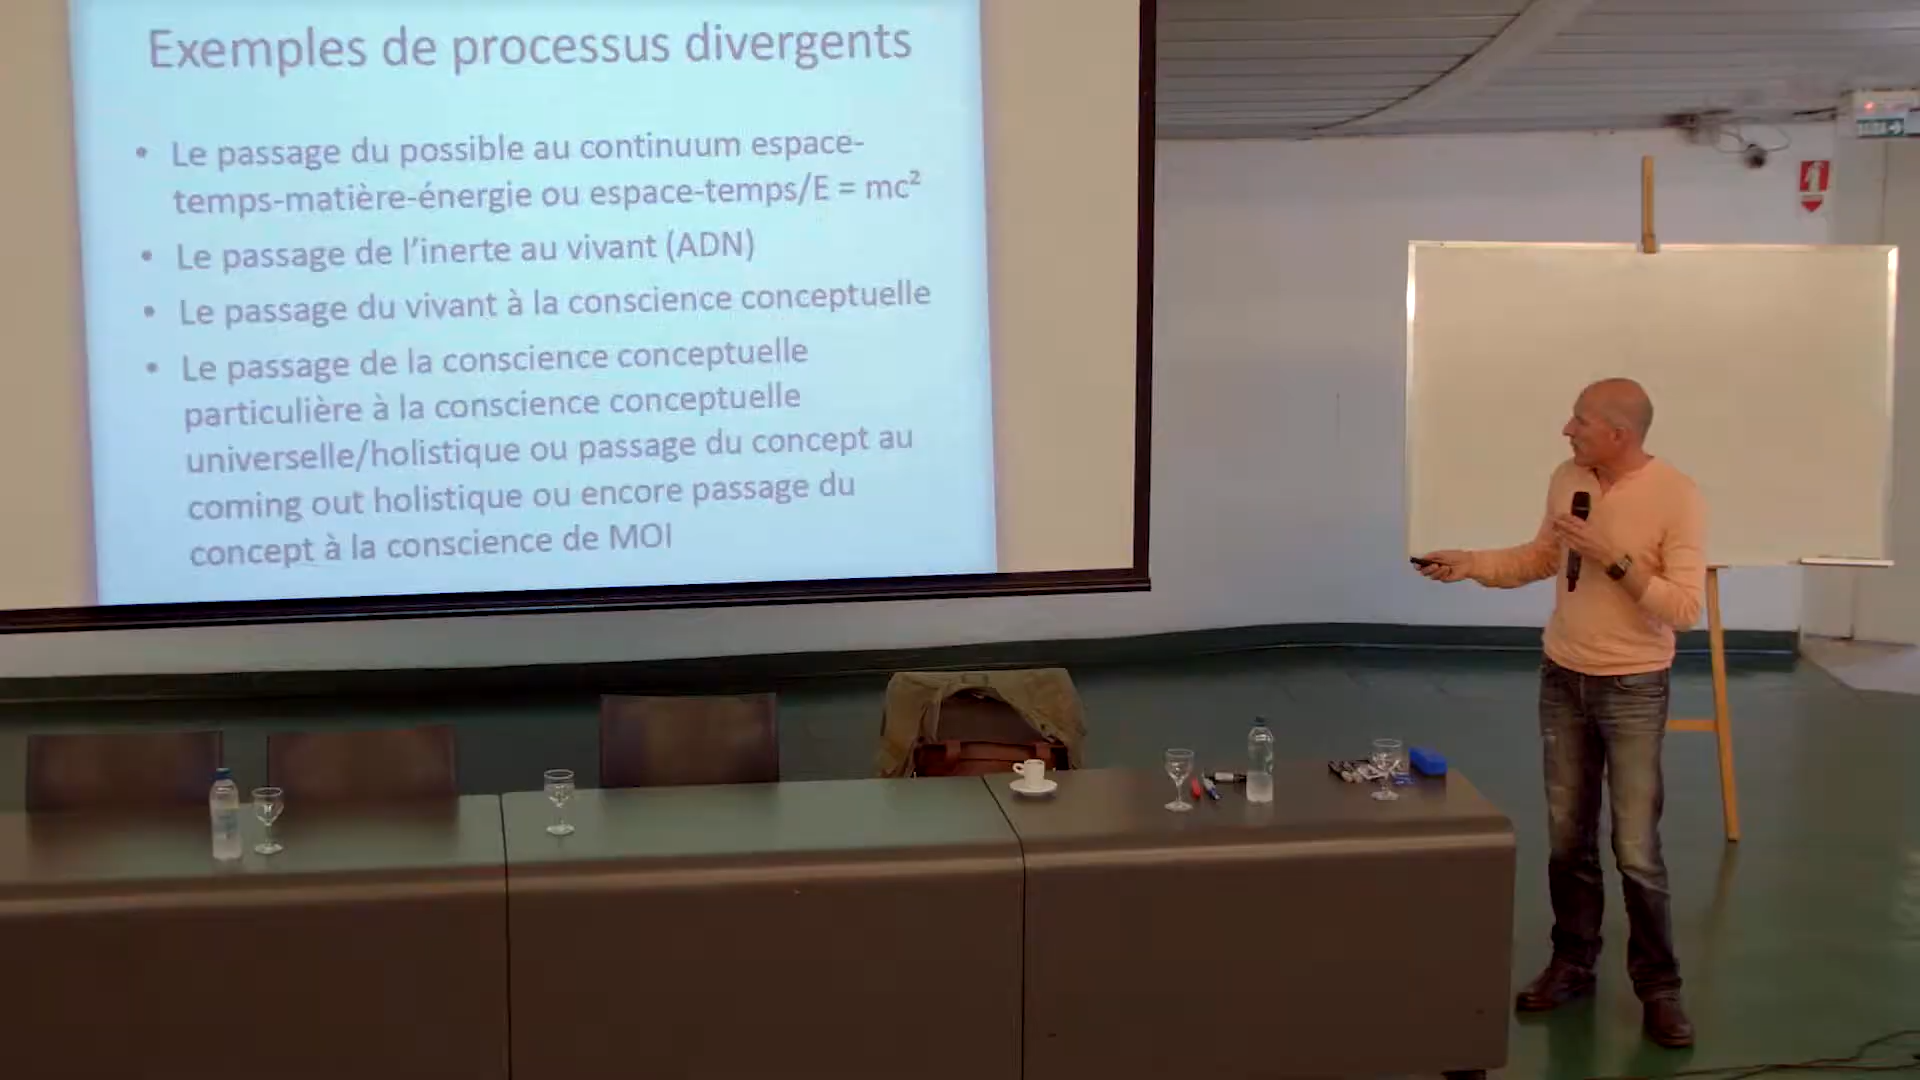 Exemples de processus divergents
• Le passage du possible au continuum espace-
temps-matière-énergie ou espace-temps/E = mc²
• Le passage de l'inerte au vivant (ADN)
• Le passage du vivant à la conscience conceptuelle
• Le passage de la conscience conceptuelle
particulière à la conscience conceptuelle
universelle/holistique ou passage du concept au
coming out holistique ou encore passage du
concept à la conscience de MOI